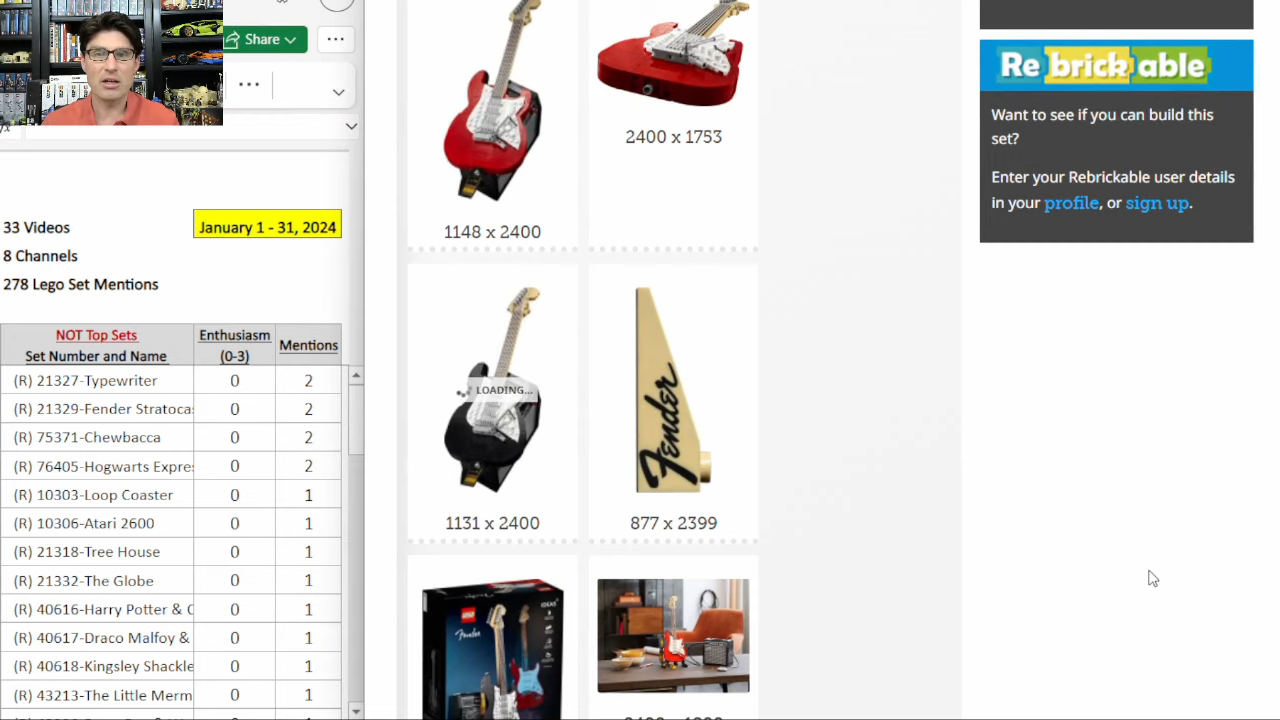 Share
33 Videos
January 1 - 31, 2024
8 Channels
278 Lego Set Mentions
NOT Top Sets
Set Number and Name
Enthusiasm
(0-3)
Mentions
(R) 21327-Typewriter 0 2
(R) 21329-Fender Stratoca 0 2
(R) 75371-Chewbacca 0 2
(R) 76405-Hogwarts Expre 0 2
(R) 10303-Loop Coaster 0 1
(R) 10306-Atari 2600 0 1
(R) 21318-Tree House 0 1
(R) 21332-The Globe 0 1
(R) 40616-Harry Potter & C 0 1
(R) 40617-Draco Malfoy & 0 1
(R) 40618-Kingsley Shackle 0 1
(R) 43213-The Little Merm 0 1
2400 x 1753
1148 x 2400
LOADING...
Fender
1131 x 2400
877 x 2399
LEGO
IDEAS
Fender
Rebrickable
Want to see if you can build this
set?
Enter your Rebrickable user details
in your profile, or sign up.